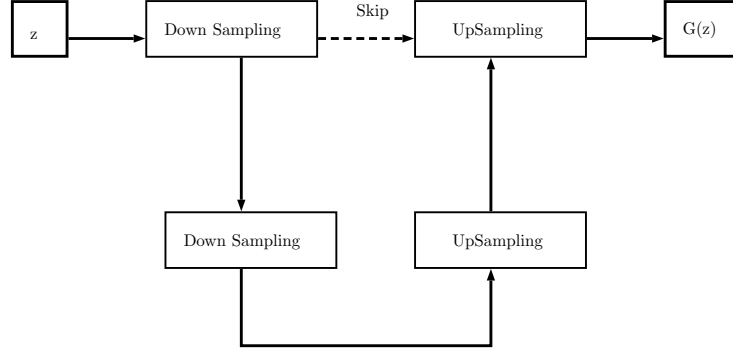 Skip
z
Down Sampling
UpSampling
G(z)
Down Sampling
UpSampling